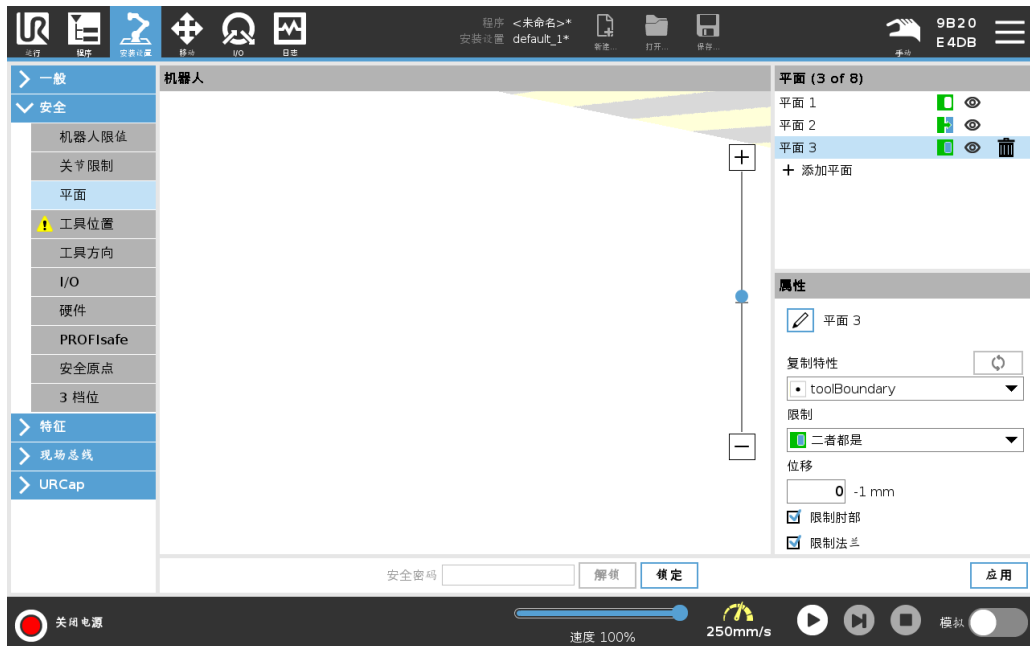 程序 <未命名>*
安装设置 default_1*
新建...
打开...
保存...
运行
程序
安装设置
移动
I/O
日志
手动
9B20
E4DB
一般
安全
机器人限值
关节限制
平面
工具位置
工具方向
I/O
硬件
PROFIsafe
安全原点
3 档位
特征
现场总线
URCap
机器人
平面 (3 of 8)
平面 1
平面 2
平面 3
添加平面
属性
平面 3
复制特性
toolBoundary
限制
二者都是
位移
0 -1 mm
限制肘部
限制法兰
安全密码
解锁
锁定
应用
关闭电源
速度 100%
250mm/s
模拟